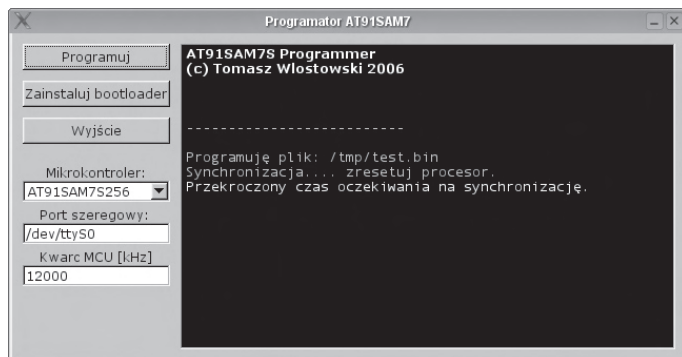 Programator AT91SAM7
Programuj
Zainstaluj bootloader
Wyjście
Mikrokontroler:
AT91SAM7S256
Port szeregowy:
/dev/ttyS0
Kwarc MCU [kHz]
12000
AT91SAM7S Programmer
(c) Tomasz Wlostowski 2006
--------------------------
Programuję plik: /tmp/test.bin
Synchronizacja.... zresetuj procesor.
Przekroczony czas oczekiwania na synchronizację.